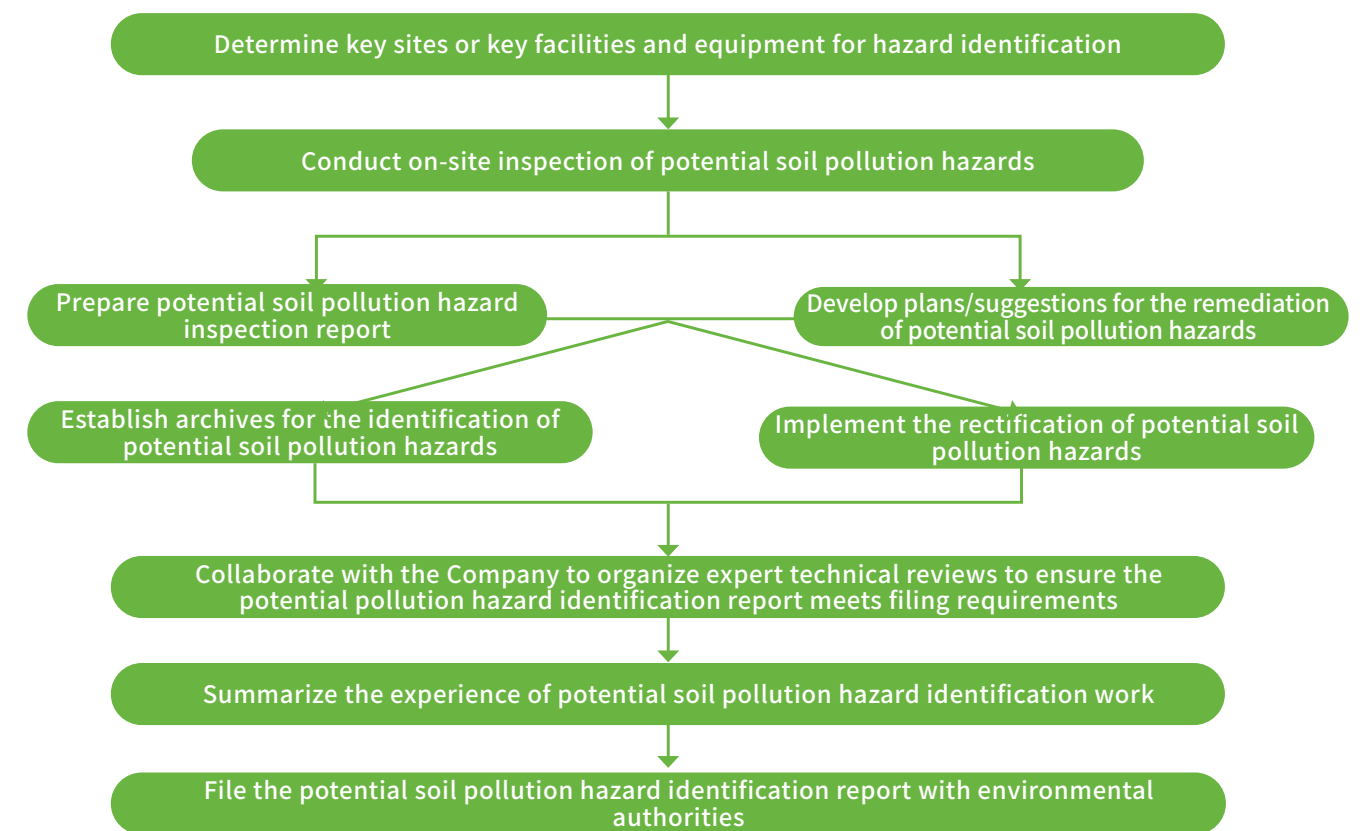 Determine key sites or key facilities and equipment for hazard identification
Conduct on-site inspection of potential soil pollution hazards
Prepare potential soil pollution hazard
inspection report
Develop plans/suggestions for the remediation
of potential soil pollution hazards
Establish archives for the identification of
potential soil pollution hazards
Implement the rectification of potential soil
pollution hazards
Collaborate with the Company to organize expert technical reviews to ensure the
potential pollution hazard identification report meets filing requirements
Summarize the experience of potential soil pollution hazard identification work
File the potential soil pollution hazard identification report with environmental
authorities